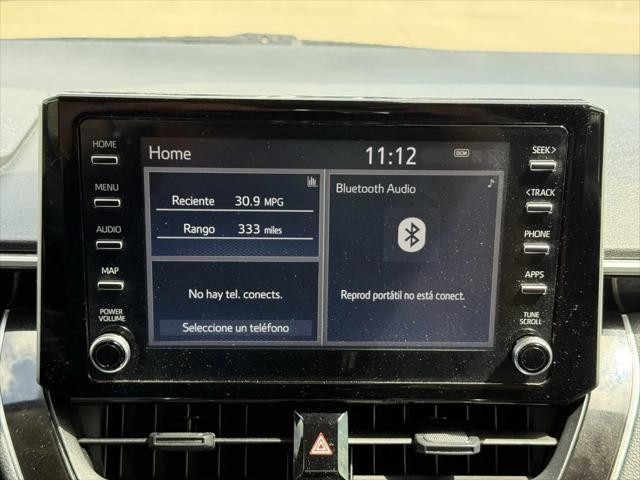 HOME
MENU
AUDIO
MAP
POWER
VOLUME
Home
11:12
DCM
Reciente 30.9 MPG
Rango 333 miles
No hay tel. conects.
Seleccione un teléfono
Bluetooth Audio
Reprod portátil no está conect.
SEEK >
< TRACK
PHONE
APPS
TUNE
SCROLL